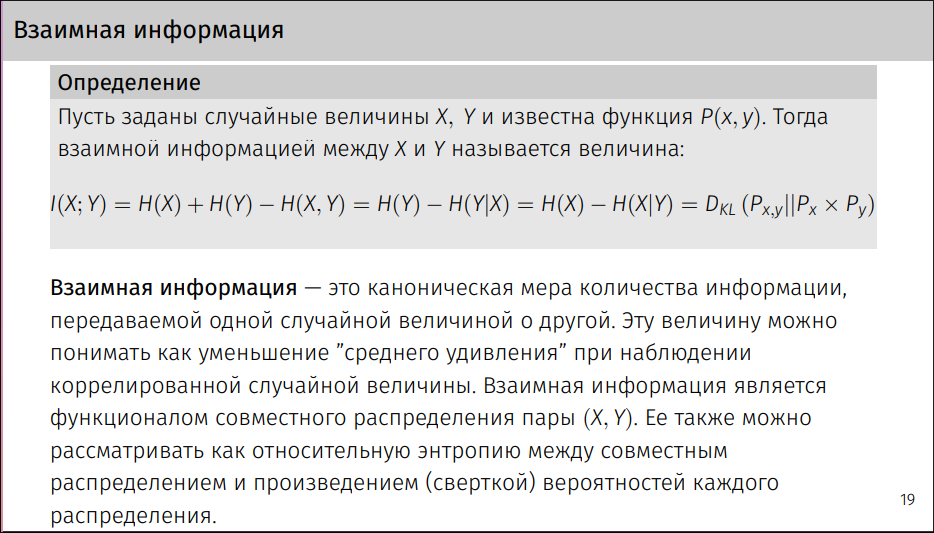 Взаимная информация
Определение
Пусть заданы случайные величины X, Y и известна функция P(x, y). Тогда
взаимной информацией между X и Y называется величина:
I(X; Y) = H(X) + H(Y) − H(X, Y) = H(Y) − H(Y|X) = H(X) − H(X|Y) = D_{KL} (P_{x,y}||P_x × P_y)
Взаимная информация — это каноническая мера количества информации,
передаваемой одной случайной величиной о другой. Эту величину можно
понимать как уменьшение ”среднего удивления” при наблюдении
коррелированной случайной величины. Взаимная информация является
функционалом совместного распределения пары (X, Y). Ее также можно
рассматривать как относительную энтропию между совместным
распределением и произведением (сверткой) вероятностей каждого
распределения.
19